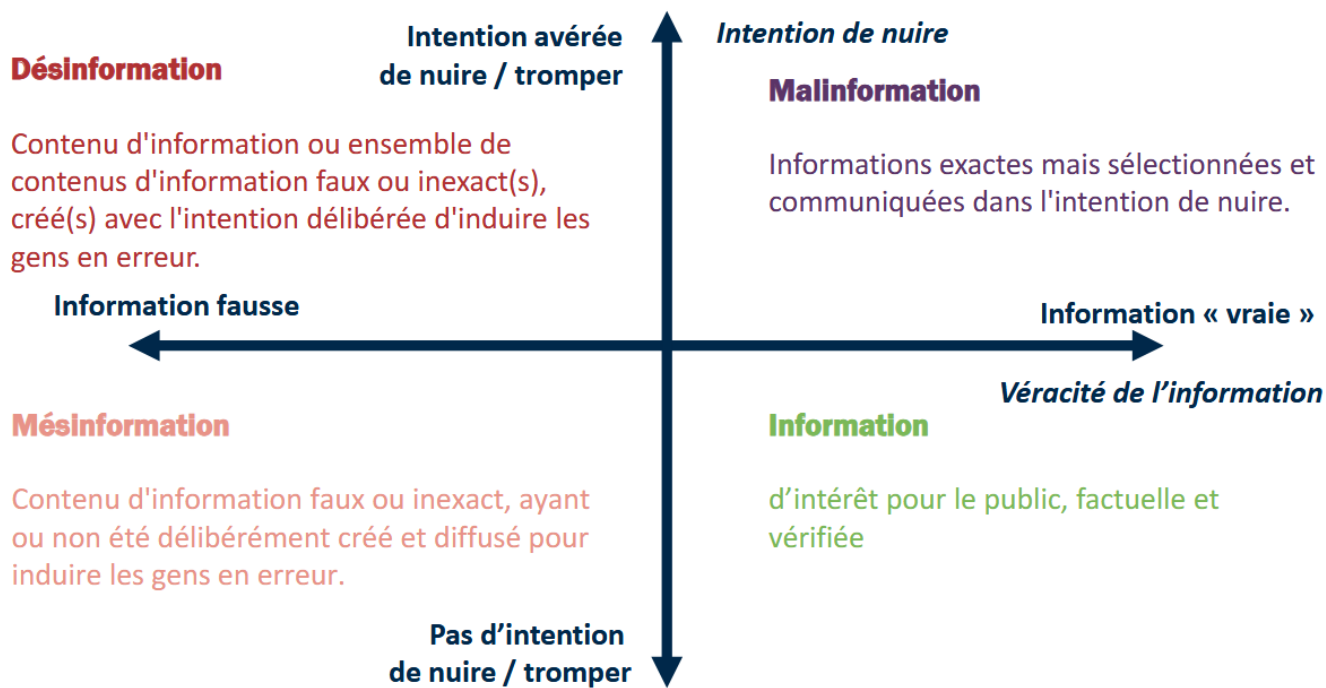 Intention avérée
de nuire / tromper
Intention de nuire
Désinformation
Contenu d'information ou ensemble de
contenus d'information faux ou inexact(s),
créé(s) avec l'intention délibérée d'induire les
gens en erreur.
Malinformation
Informations exactes mais sélectionnées et
communiquées dans l'intention de nuire.
Information fausse
Information « vraie »
Véracité de l’information
Mésinformation
Contenu d'information faux ou inexact, ayant
ou non été délibérément créé et diffusé pour
induire les gens en erreur.
Information
d’intérêt pour le public, factuelle et
vérifiée
Pas d’intention
de nuire / tromper